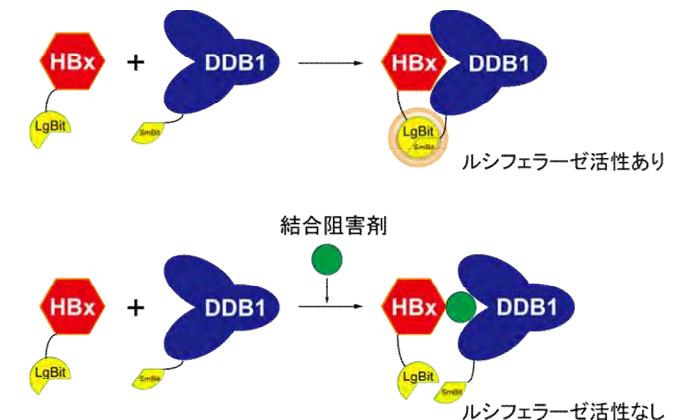 HBx + DDB1 HBx DDB1
LgBit SmBit LgBit SmBit
ルシフェラーゼ活性あり
結合阻害剤
HBx + DDB1 HBx DDB1
LgBit SmBit LgBit SmBit
ルシフェラーゼ活性なし